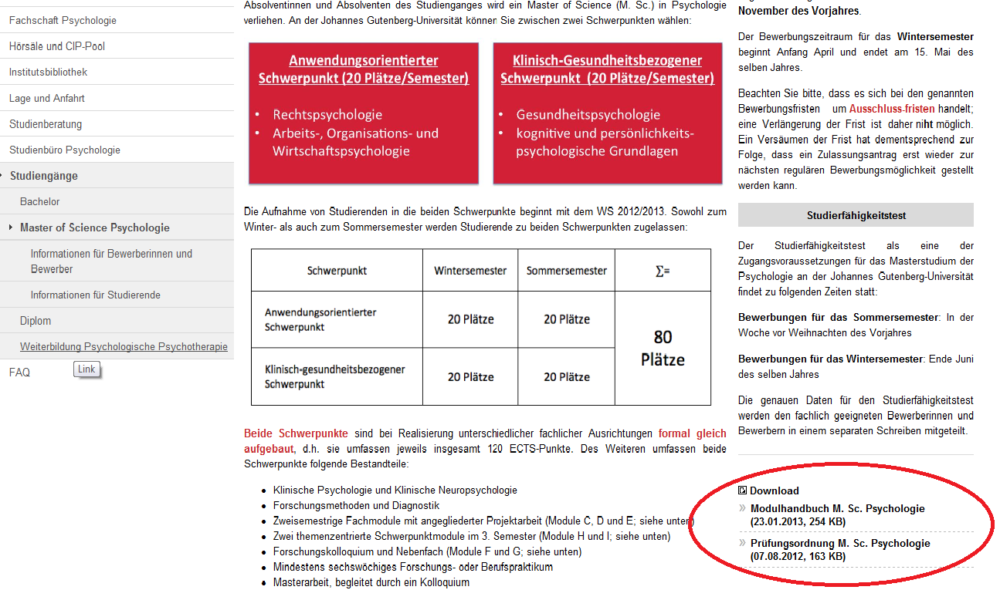 Fachschaft Psychologie
Hörsäle und CIP-Pool
Institutsbibliothek
Lage und Anfahrt
Studienberatung
Studienbüro Psychologie
Studiengänge
Bachelor
Master of Science Psychologie
Informationen für Bewerberinnen und
Bewerber
Informationen für Studierende
Diplom
Weiterbildung Psychologische Psychotherapie
Link
FAQ
Absolventinnen und Absolventen des Studienganges wird ein Master of Science (M. Sc.) in Psychologie
verliehen. An der Johannes Gutenberg-Universität können Sie zwischen zwei Schwerpunkten wählen:
Anwendungsorientierter
Schwerpunkt (20 Plätze/Semester)
• Rechtspsychologie
• Arbeits-, Organisations- und
Wirtschaftspsychologie
Klinisch-Gesundheitsbezogener
Schwerpunkt (20 Plätze/Semester)
• Gesundheitspsychologie
• kognitive und persönlichkeits-
psychologische Grundlagen
Die Aufnahme von Studierenden in die beiden Schwerpunkte beginnt mit dem WS 2012/2013. Sowohl zum
Winter- als auch zum Sommersemester werden Studierende zu beiden Schwerpunkten zugelassen:
Schwerpunkt Wintersemester Sommersemester ∑=
Anwendungsorientierter
Schwerpunkt
20 Plätze 20 Plätze
80
Plätze
Klinisch-gesundheitsbezogener
Schwerpunkt
20 Plätze 20 Plätze
Beide Schwerpunkte sind bei Realisierung unterschiedlicher fachlicher Ausrichtungen formal gleich
aufgebaut, d.h. sie umfassen jeweils insgesamt 120 ECTS-Punkte. Des Weiteren umfassen beide
Schwerpunkte folgende Bestandteile:
• Klinische Psychologie und Klinische Neuropsychologie
• Forschungsmethoden und Diagnostik
• Zweisemestrige Fachmodule mit angegliederter Projektarbeit (Module C, D und E; siehe unten)
• Zwei themenzentrierte Schwerpunktmodule im 3. Semester (Module H und I; siehe unten)
• Forschungskolloquium und Nebenfach (Module F und G; siehe unten)
• Mindestens sechswöchiges Forschungs- oder Berufspraktikum
• Masterarbeit, begleitet durch ein Kolloquium
November des Vorjahres.
Der Bewerbungszeitraum für das Wintersemester
beginnt Anfang April und endet am 15. Mai des
selben Jahres.
Beachten Sie bitte, dass es sich bei den genannten
Bewerbungsfristen um Ausschluss-fristen handelt;
eine Verlängerung der Frist ist daher niht möglich.
Ein Versäumen der Frist hat dementsprechend zur
Folge, dass ein Zulassungsantrag erst wieder zur
nächsten regulären Bewerbungsmöglichkeit gestellt
werden kann.
Studierfähigkeitstest
Der Studierfähigkeitstest als eine der
Zugangsvoraussetzungen für das Masterstudium der
Psychologie an der Johannes Gutenberg-Universität
findet zu folgenden Zeiten statt:
Bewerbungen für das Sommersemester: In der
Woche vor Weihnachten des Vorjahres
Bewerbungen für das Wintersemester: Ende Juni
des selben Jahres
Die genauen Daten für den Studierfähigkeitstest
werden den fachlich geeigneten Bewerberinnen und
Bewerbern in einem separaten Schreiben mitgeteilt.
Download
» Modulhandbuch M. Sc. Psychologie
(23.01.2013, 254 KB)
» Prüfungsordnung M. Sc. Psychologie
(07.08.2012, 163 KB)